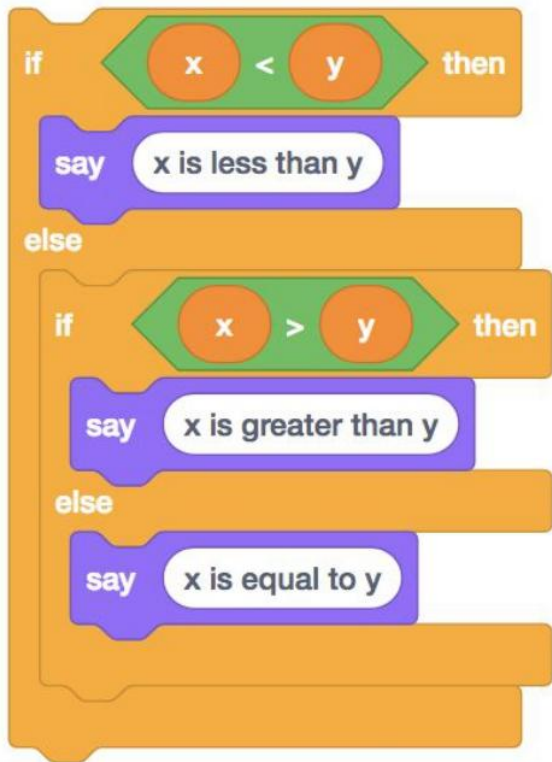 if x < y then
say x is less than y
else
if x > y then
say x is greater than y
else
say x is equal to y